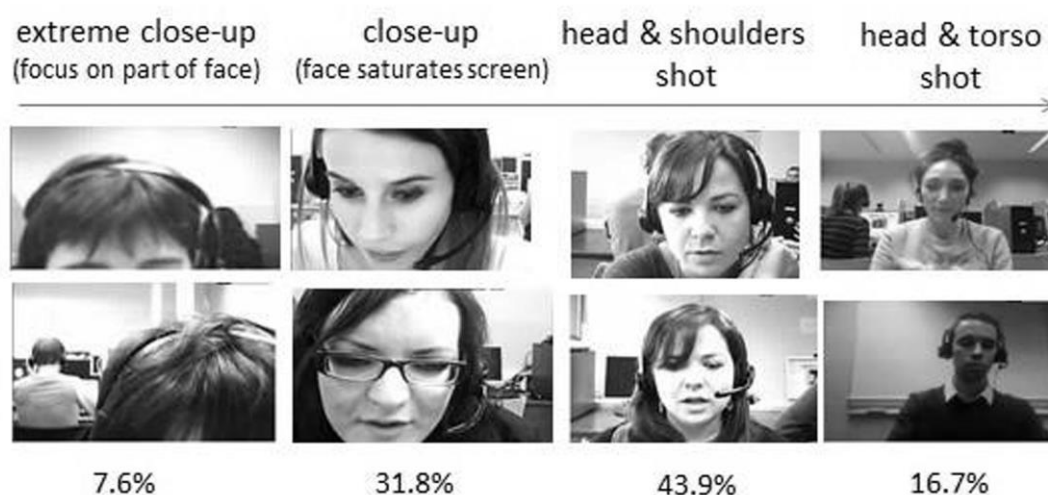 extreme close-up
(focus on part of face)
close-up
(face saturates screen)
head & shoulders
shot
head & torso
shot
7.6%
31.8%
43.9%
16.7%